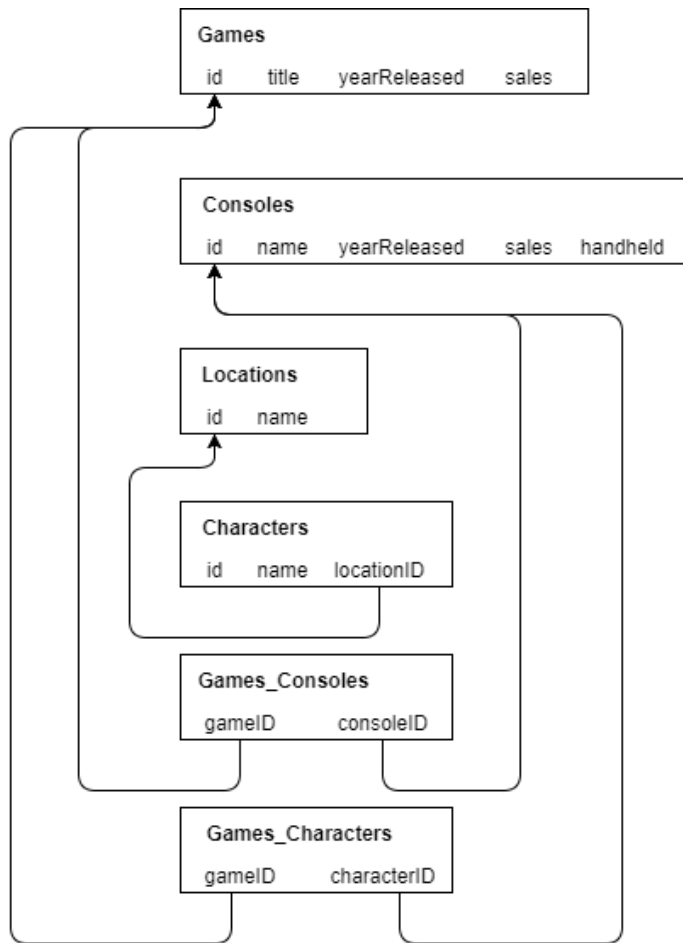 Games
id title yearReleased sales
Consoles
id name yearReleased sales handheld
Locations
id name
Characters
id name locationID
Games_Consoles
gameID consoleID
Games_Characters
gameID characterID